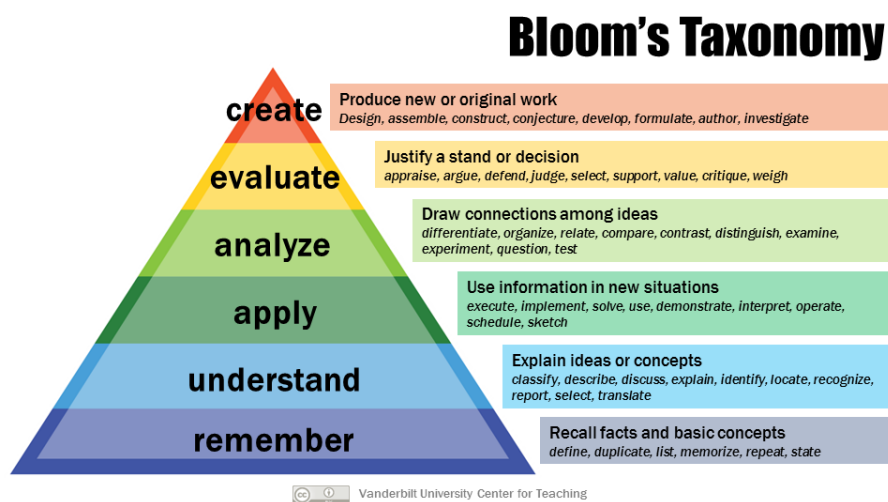 Bloom's Taxonomy
create
Produce new or original work
Design, assemble, construct, conjecture, develop, formulate, author, investigate
evaluate
Justify a stand or decision
appraise, argue, defend, judge, select, support, value, critique, weigh
analyze
Draw connections among ideas
differentiate, organize, relate, compare, contrast, distinguish, examine,
experiment, question, test
apply
Use information in new situations
execute, implement, solve, use, demonstrate, interpret, operate,
schedule, sketch
understand
Explain ideas or concepts
classify, describe, discuss, explain, identify, locate, recognize,
report, select, translate
remember
Recall facts and basic concepts
define, duplicate, list, memorize, repeat, state
cc
Vanderbilt University Center for Teaching